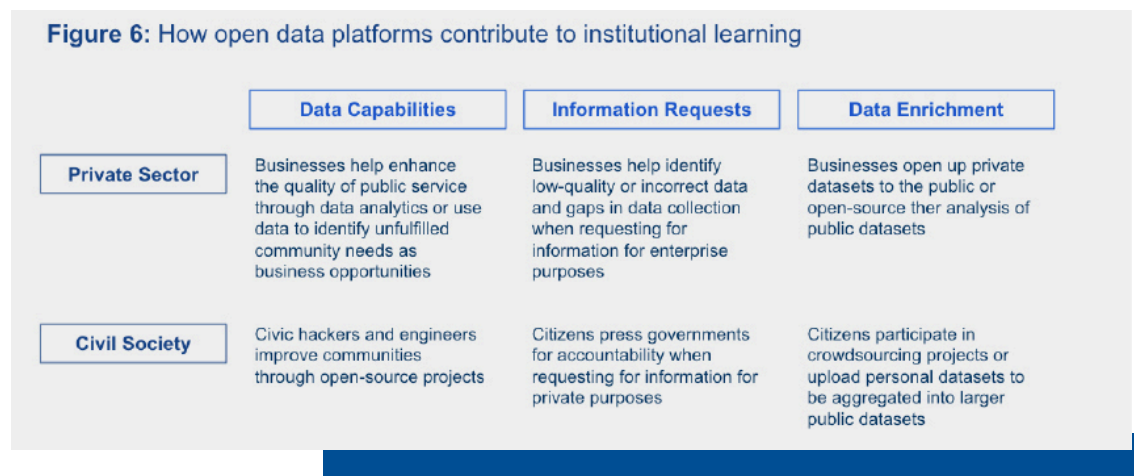 Figure 6: How open data platforms contribute to institutional learning
Data Capabilities
Information Requests
Data Enrichment
Private Sector
Businesses help enhance
the quality of public service
through data analytics or use
data to identify unfulfilled
community needs as
business opportunities
Businesses help identify
low-quality or incorrect data
and gaps in data collection
when requesting for
information for enterprise
purposes
Businesses open up private
datasets to the public or
open-source ther analysis of
public datasets
Civil Society
Civic hackers and engineers
improve communities
through open-source projects
Citizens press governments
for accountability when
requesting for information for
private purposes
Citizens participate in
crowdsourcing projects or
upload personal datasets to
be aggregated into larger
public datasets